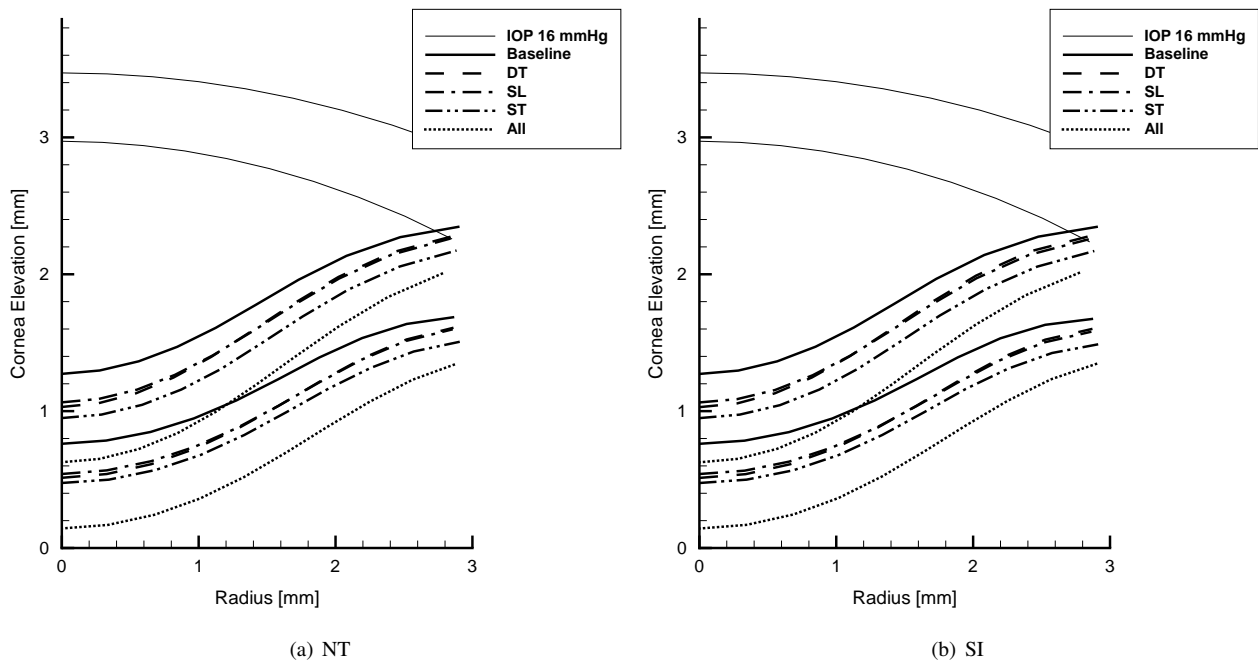 IOP 16 mmHg
Baseline
DT
SL
ST
All
Cornea Elevation [mm]
3
2
1
0
0 1 2 3
Radius [mm]
(a) NT
IOP 16 mmHg
Baseline
DT
SL
ST
All
Cornea Elevation [mm]
3
2
1
0
0 1 2 3
Radius [mm]
(b) SI